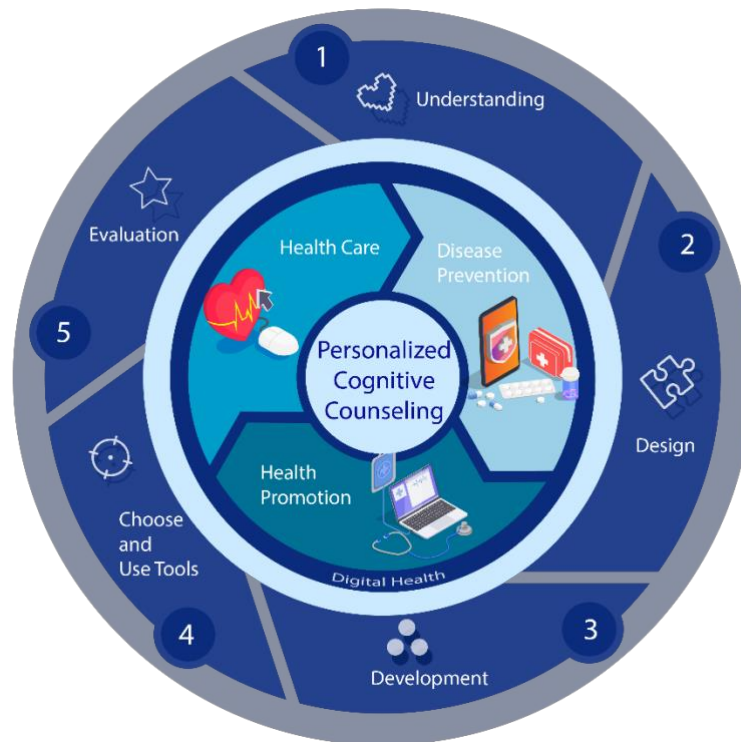 1
Understanding
2
Design
3
Development
4
Choose
and
Use Tools
5
Evaluation
Health Care
Disease
Prevention
Personalized
Cognitive
Counseling
Health
Promotion
Digital Health